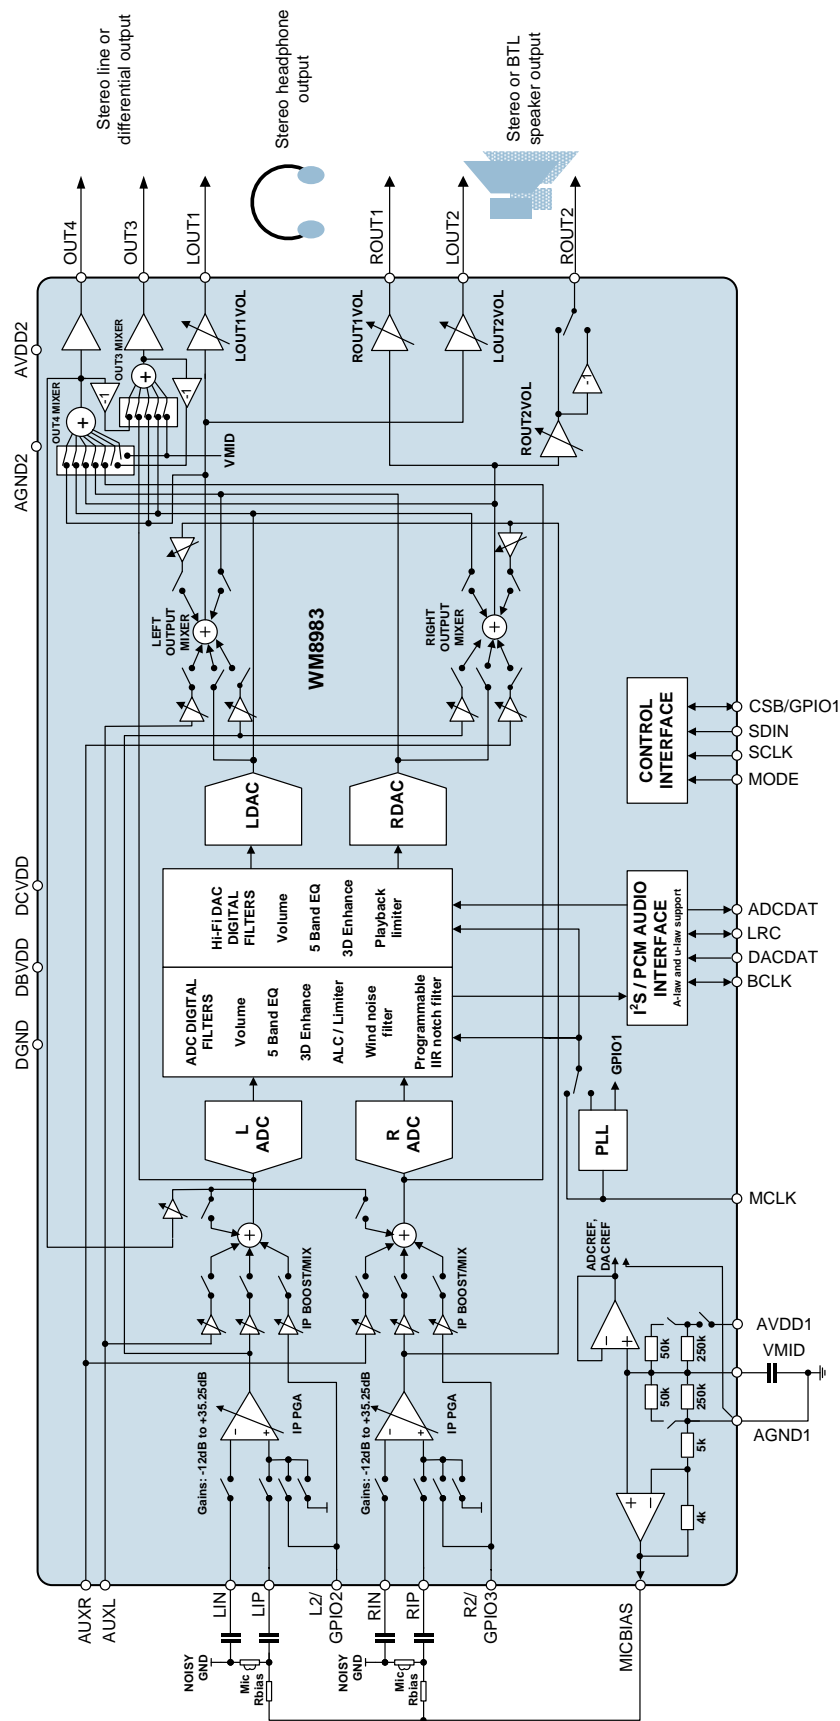 Stereo line or
differential output
Stereo headphone
output
Stereo or BTL
speaker output
OUT4
OUT3
LOUT1
ROUT1
LOUT2
ROUT2
AVDD2
AGND2
DCVDD
DBVDD
DGND
OUT4 MIXER
OUT3 MIXER
-1
-1
-1
VMID
LOUT1VOL
ROUT1VOL
LOUT2VOL
ROUT2VOL
LEFT
OUTPUT
MIXER
+
+
+
+
RIGHT
OUTPUT
MIXER
WM8983
LDAC
RDAC
Hi-Fi DAC
DIGITAL
FILTERS
Volume
5 Band EQ
3D Enhance
Playback
limiter
ADC DIGITAL
FILTERS
Volume
5 Band EQ
3D Enhance
ALC / Limiter
Wind noise
filter
Programmable
IIR notch filter
L
ADC
R
ADC
+
+
IP BOOST/MIX
IP BOOST/MIX
Gains: -12dB to +35.25dB
IP PGA
-
+
Gains: -12dB to +35.25dB
IP PGA
-
+
CONTROL
INTERFACE
CSB/GPIO1
SDIN
SCLK
MODE
I²S / PCM AUDIO
INTERFACE
A-law and u-law support
ADCDAT
LRC
DACDAT
BCLK
PLL
GPIO1
MCLK
ADCREF,
DACREF
-
+
50k
50k
250k
250k
5k
4k
+
-
AVDD1
VMID
AGND1
AUXR
AUXL
LIN
LIP
L2/
GPIO2
RIN
RIP
R2/
GPIO3
MICBIAS
NOISY
GND
Mic
Rbias
NOISY
GND
Mic
Rbias